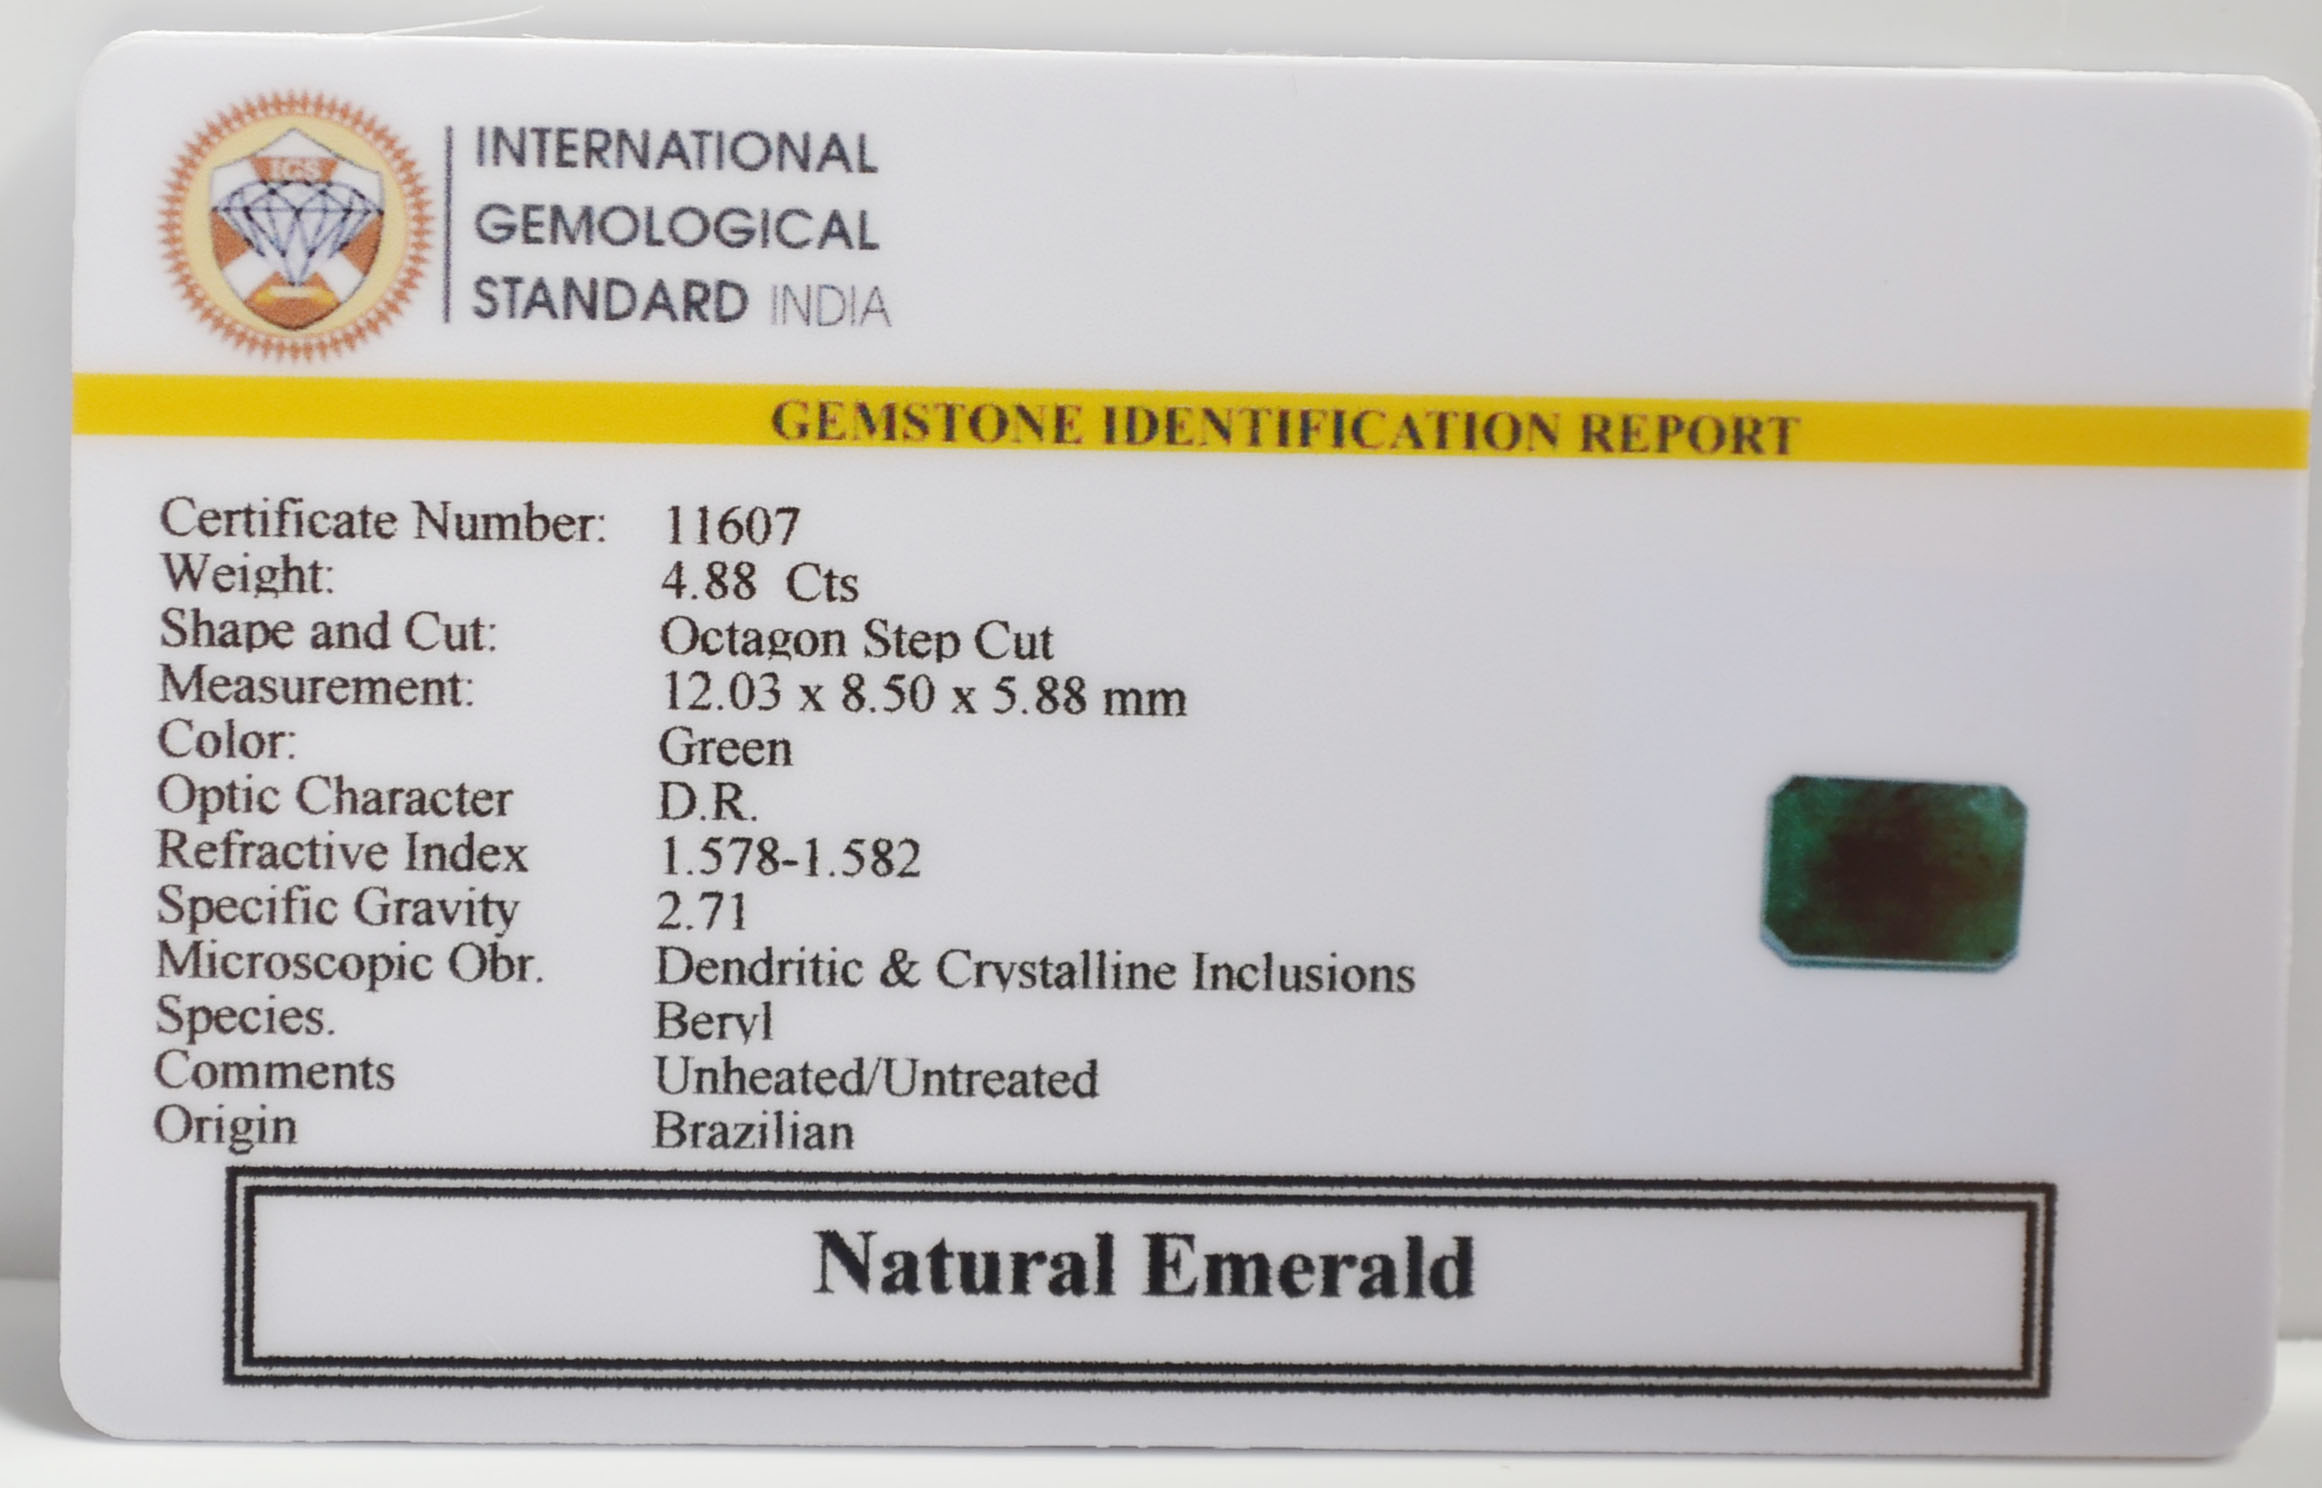 IGS
INTERNATIONAL
GEMOLOGICAL
STANDARD INDIA
GEMSTONE IDENTIFICATION REPORT
Certificate Number: 11607
Weight: 4.88 Cts
Shape and Cut: Octagon Step Cut
Measurement: 12.03 x 8.50 x 5.88 mm
Color: Green
Optic Character D.R.
Refractive Index 1.578-1.582
Specific Gravity 2.71
Microscopic Obr. Dendritic & Crystalline Inclusions
Species. Beryl
Comments Unheated/Untreated
Origin Brazilian
Natural Emerald